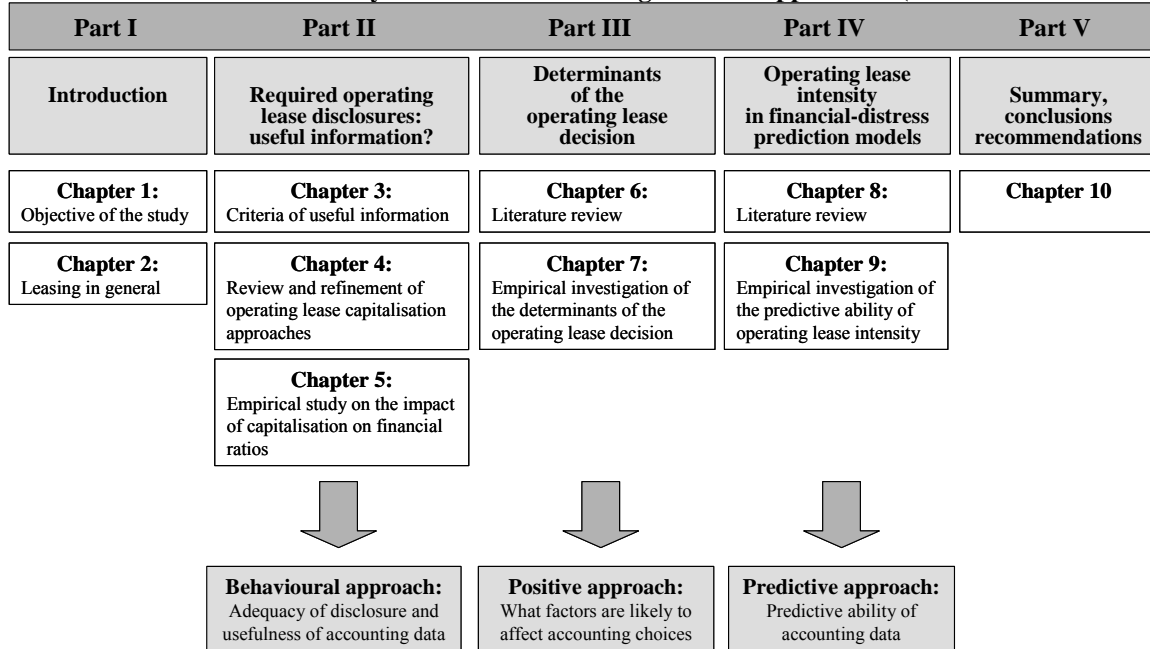 Part I
Part II
Part III
Part IV
Part V
Introduction
Required operating
lease disclosures:
useful information?
Determinants
of the
operating lease
decision
Operating lease
intensity
in financial-distress
prediction models
Summary,
conclusions
recommendations
Chapter 1:
Objective of the study
Chapter 2:
Leasing in general
Chapter 3:
Criteria of useful information
Chapter 4:
Review and refinement of
operating lease capitalisation
approaches
Chapter 5:
Empirical study on the impact
of capitalisation on financial
ratios
Chapter 6:
Literature review
Chapter 7:
Empirical investigation of
the determinants of the
operating lease decision
Chapter 8:
Literature review
Chapter 9:
Empirical investigation of
the predictive ability of
operating lease intensity
Chapter 10
Behavioural approach:
Adequacy of disclosure and
usefulness of accounting data
Positive approach:
What factors are likely to
affect accounting choices
Predictive approach:
Predictive ability of
accounting data